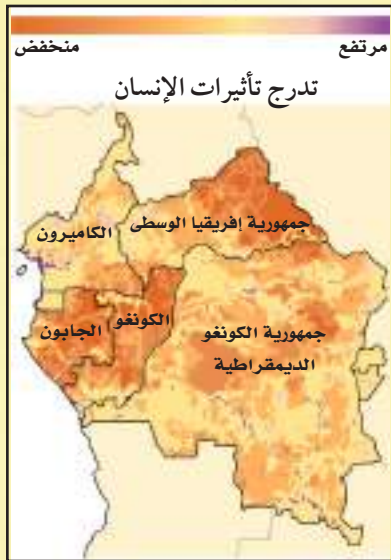 مرتفع منخفض
تدرج تأثيرات الإنسان
الكاميرون جمهورية إفريقيا الوسطى
الجابون الكونغو جمهورية الكونغو
الديمقراطية